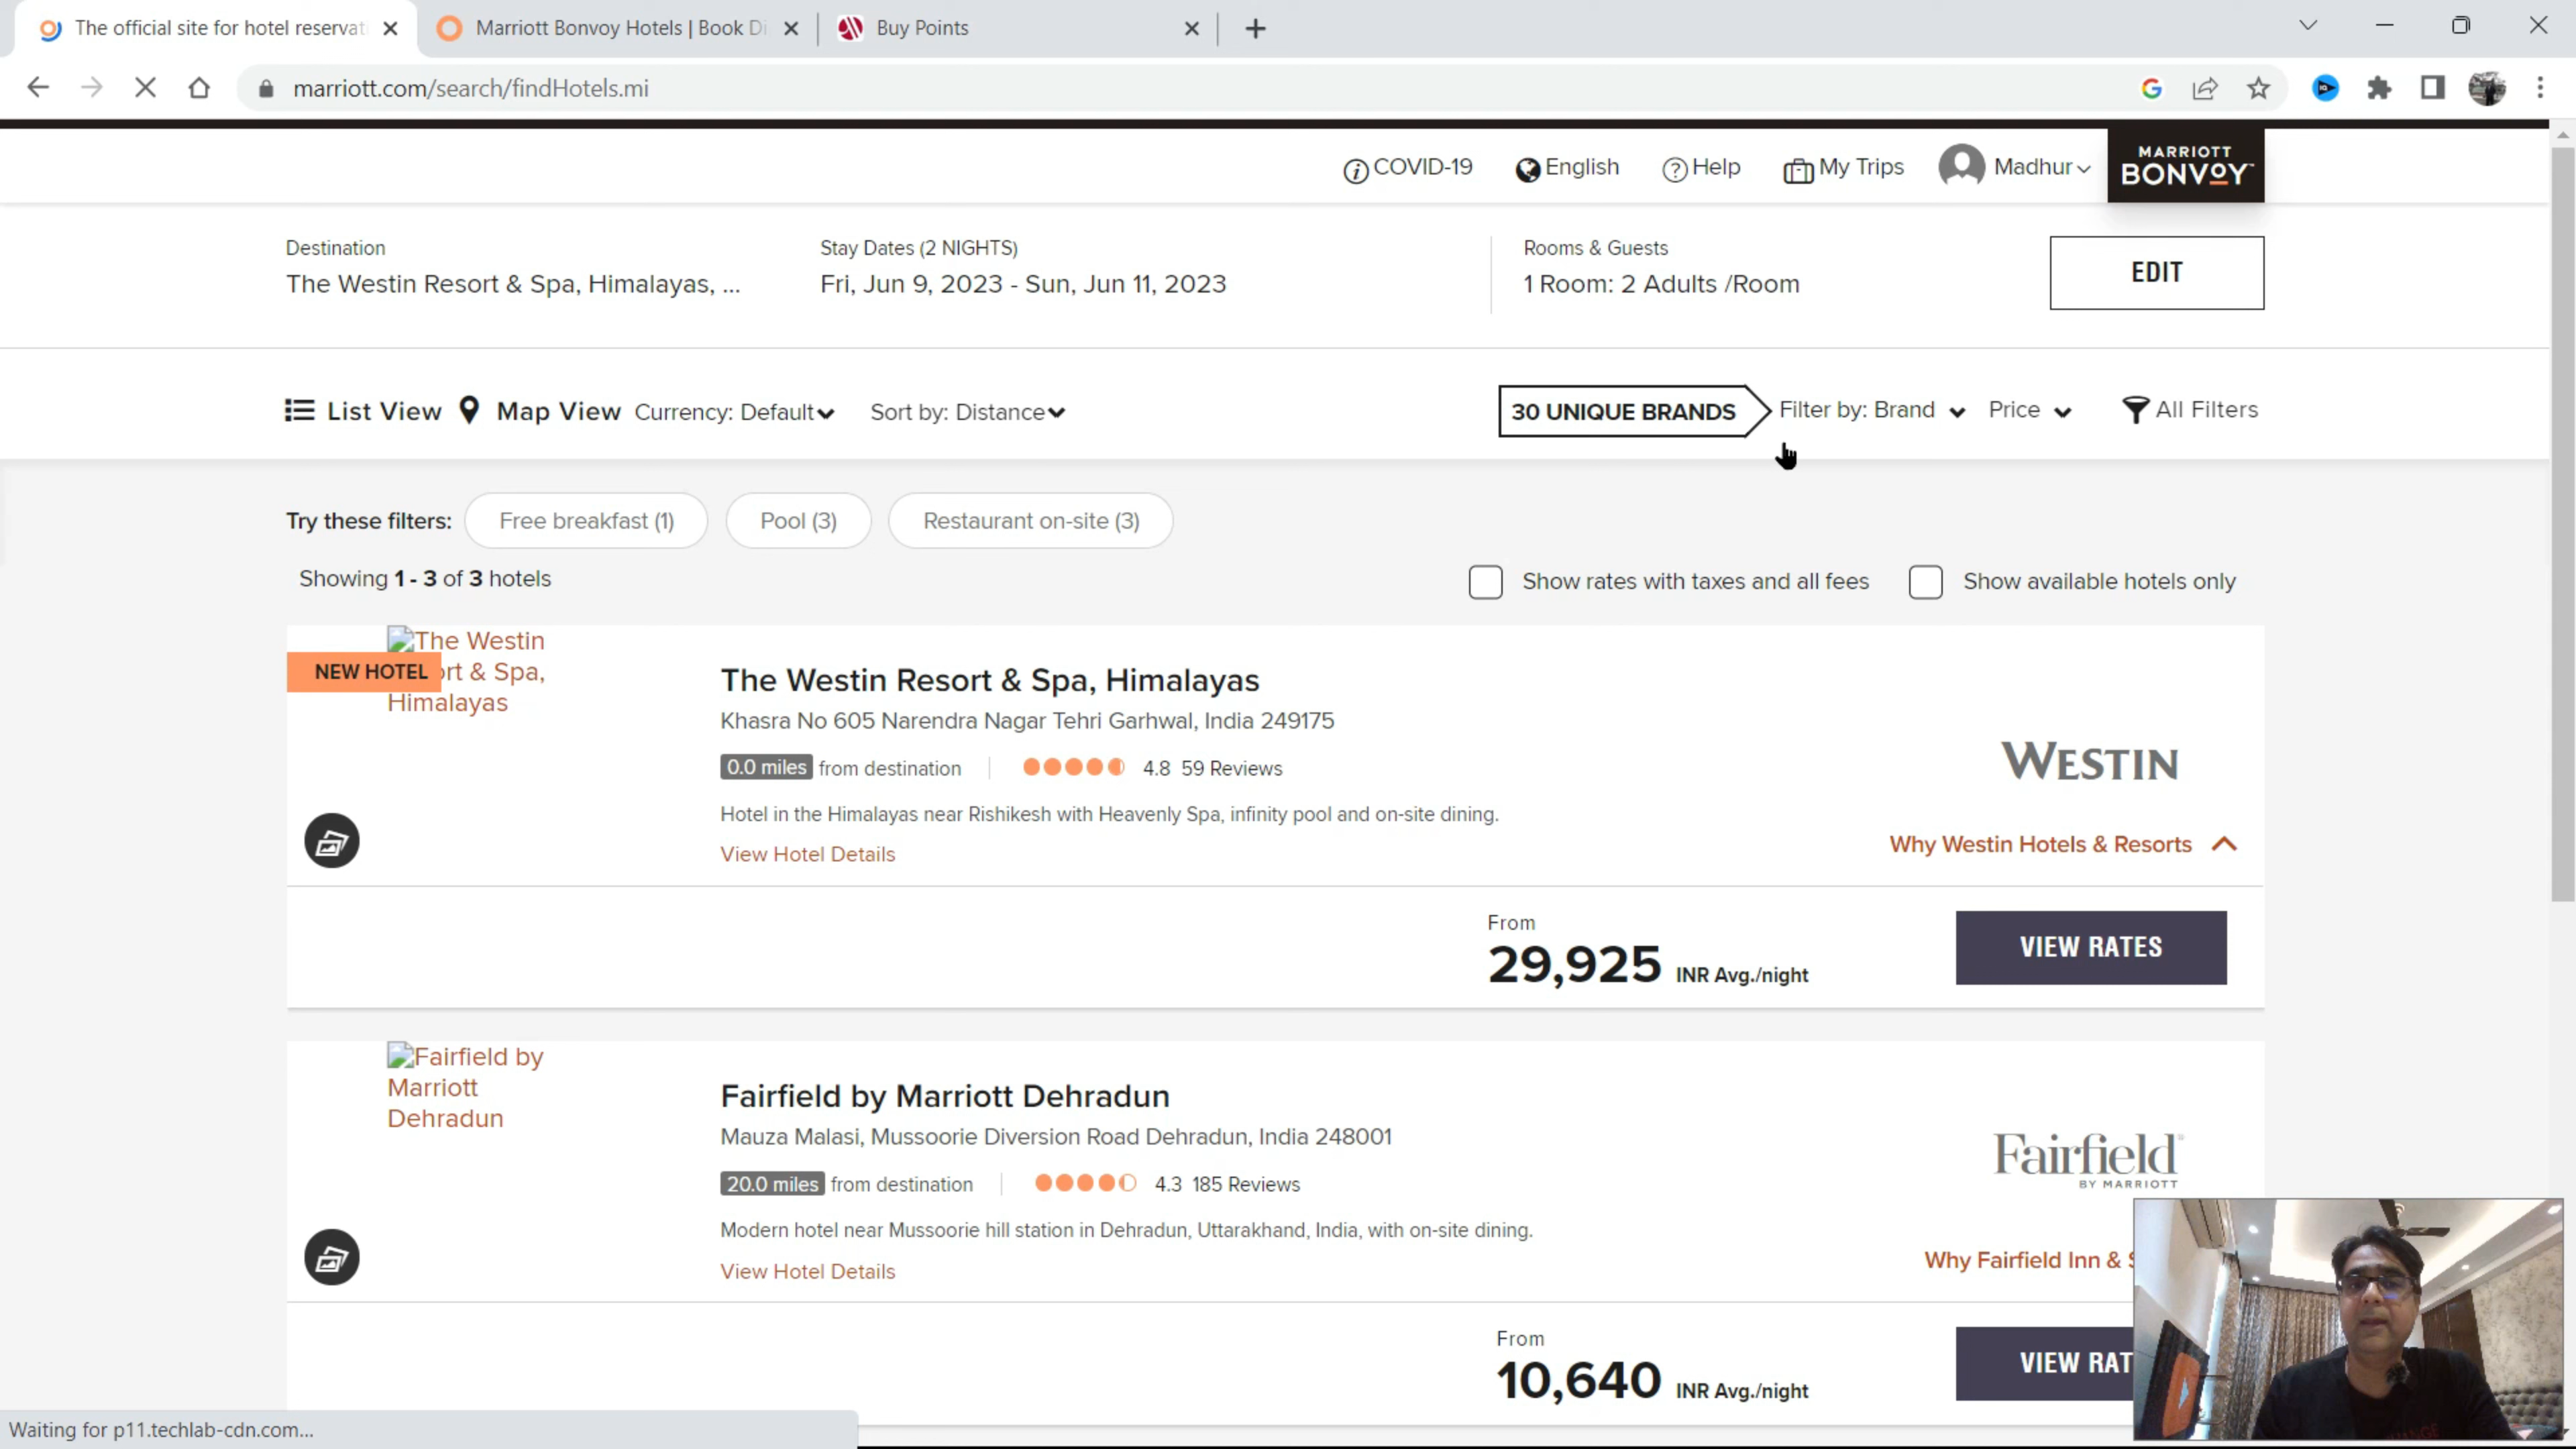 The official site for hotel reservat
Marriott Bonvoy Hotels | Book Di
Buy Points
marriott.com/search/findHotels.mi
COVID-19
English
Help
My Trips
Madhur
MARRIOTT
BONVOY
Destination
The Westin Resort & Spa, Himalayas, ...
Stay Dates (2 NIGHTS)
Fri, Jun 9, 2023 - Sun, Jun 11, 2023
Rooms & Guests
1 Room: 2 Adults /Room
EDIT
List View
Map View
Currency: Default
Sort by: Distance
30 UNIQUE BRANDS
Filter by: Brand
Price
All Filters
Try these filters:
Free breakfast (1)
Pool (3)
Restaurant on-site (3)
Showing 1 - 3 of 3 hotels
Show rates with taxes and all fees
Show available hotels only
The Westin
NEW HOTEL
rt & Spa,
Himalayas
The Westin Resort & Spa, Himalayas
Khasra No 605 Narendra Nagar Tehri Garhwal, India 249175
0.0 miles from destination
4.8 59 Reviews
Hotel in the Himalayas near Rishikesh with Heavenly Spa, infinity pool and on-site dining.
View Hotel Details
WESTIN
Why Westin Hotels & Resorts
From
29,925 INR Avg./night
VIEW RATES
Fairfield by
Marriott
Dehradun
Fairfield by Marriott Dehradun
Mauza Malasi, Mussoorie Diversion Road Dehradun, India 248001
20.0 miles from destination
4.3 185 Reviews
Modern hotel near Mussoorie hill station in Dehradun, Uttarakhand, India, with on-site dining.
View Hotel Details
Fairfield
BY MARRIOTT
Why Fairfield Inn & S
From
10,640 INR Avg./night
VIEW RAT
Waiting for p11.techlab-cdn.com...